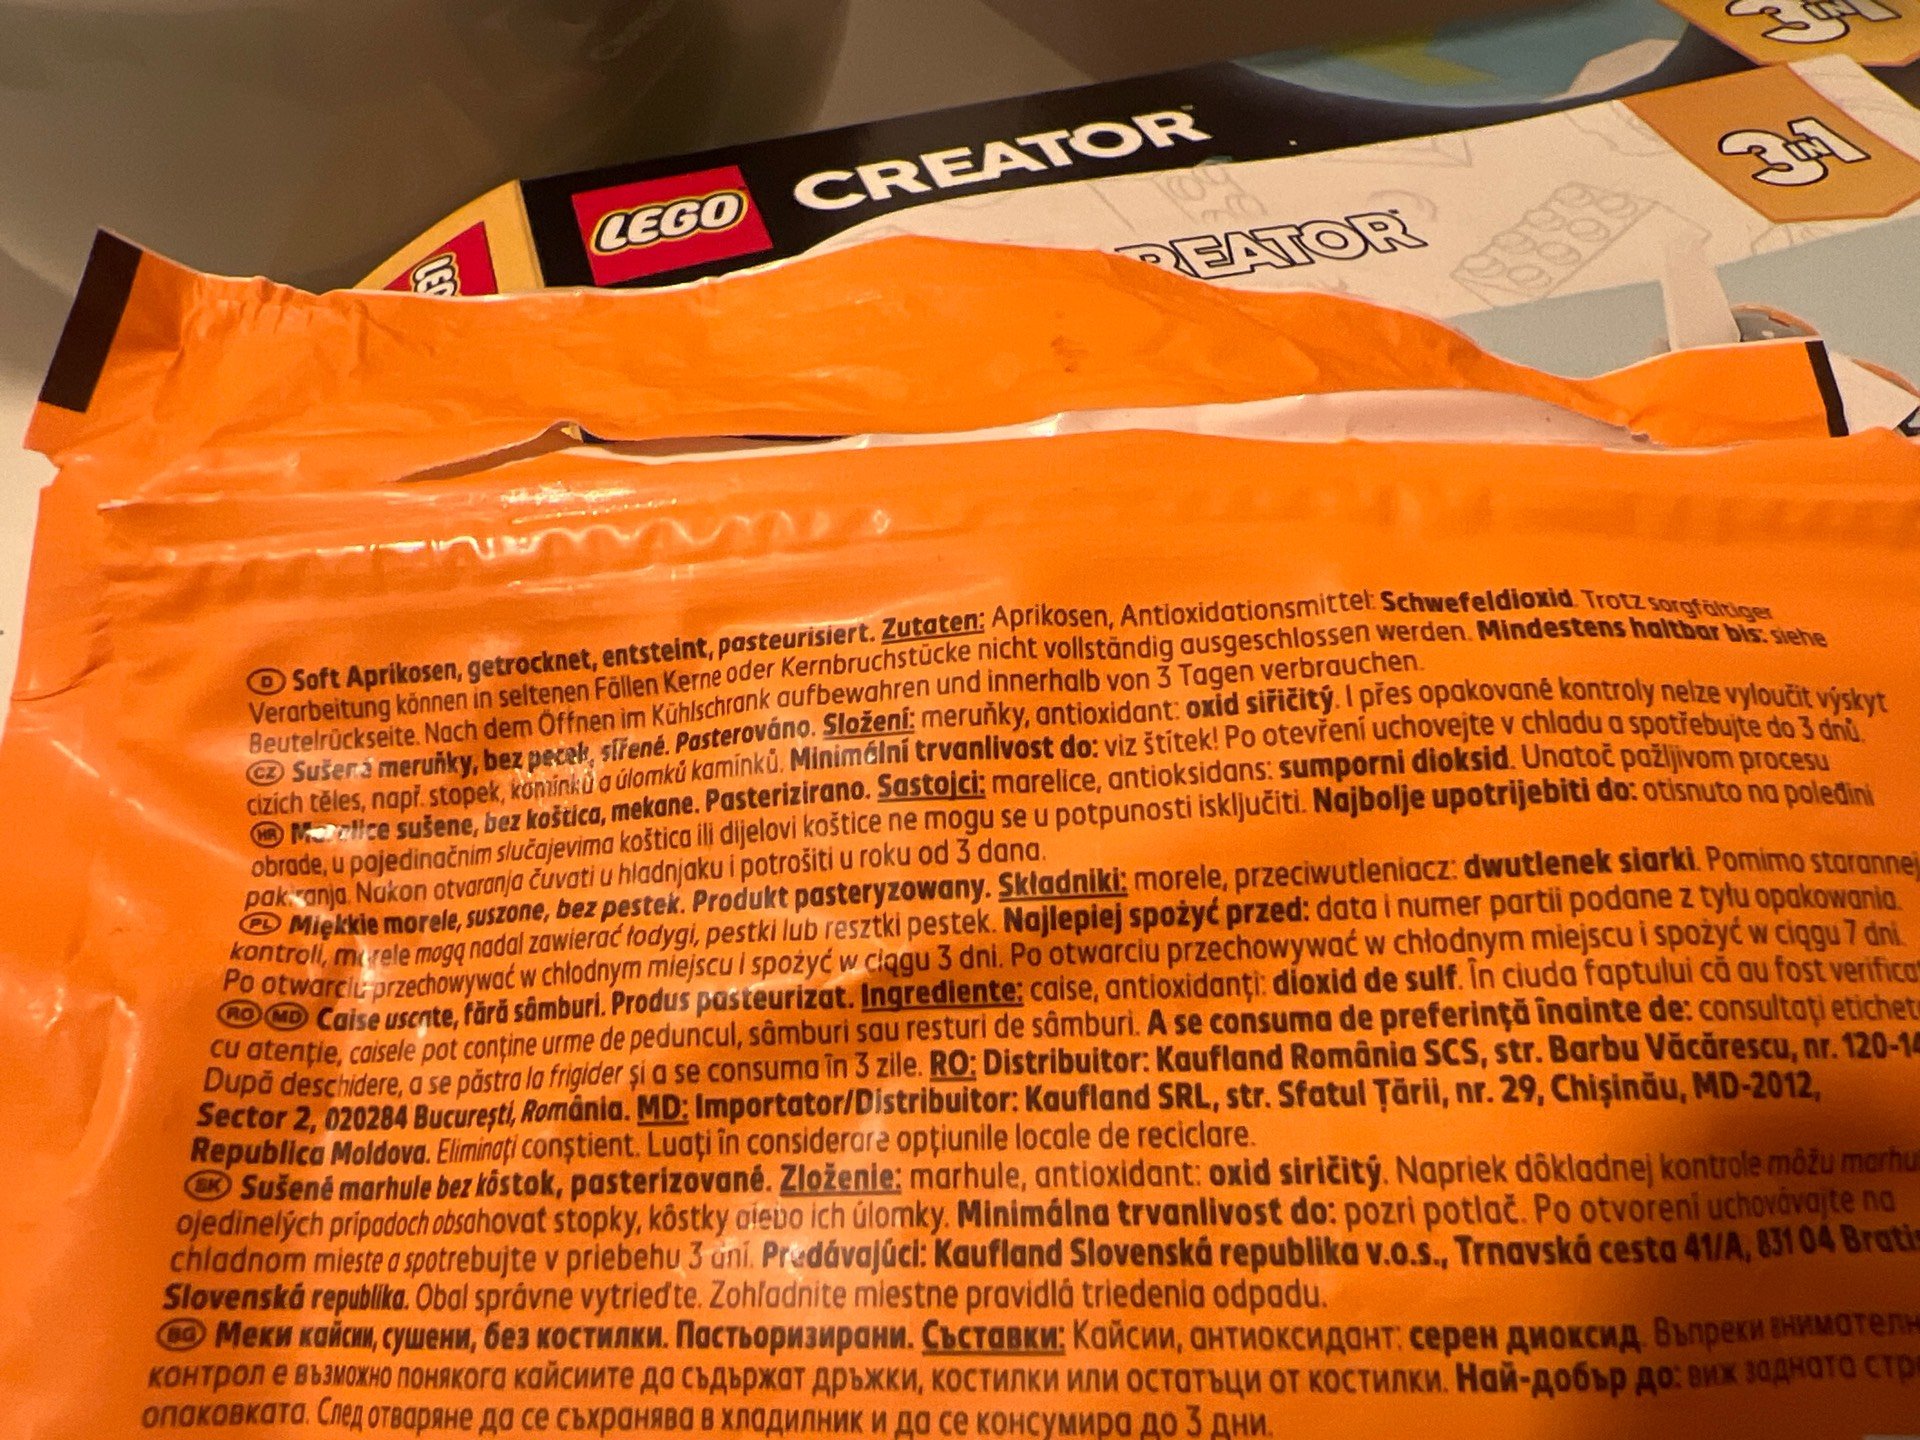 3IN1
LEGO CREATOR 3IN1
LEGO
REATOR
D Soft Aprikosen, getrocknet, entsteint, pasteurisiert. Zutaten: Aprikosen, Antioxidationsmittel: Schwefeldioxid. Trotz sorgfältiger
Verarbeitung können in seltenen Fällen Kerne oder Kernbruchstücke nicht vollständig ausgeschlossen werden. Mindestens haltbar bis: siehe
Beutelrückseite. Nach dem Öffnen im Kühlschrank aufbewahren und innerhalb von 3 Tagen verbrauchen.
CZ Sušené meruňky, bez pecek, sířené. Pasterováno. Složení: meruňky, antioxidant: oxid siřičitý. I přes opakované kontroly nelze vyloučit výskyt
cizích těles, např. stopek, kamínků a úlomků kamínků. Minimální trvanlivost do: viz štítek! Po otevření uchovejte v chladu a spotřebujte do 3 dnů.
HR Marelice sušene, bez koštica, mekane. Pasterizirano. Sastojci: marelice, antioksidans: sumporni dioksid. Unatoč pažljivom procesu
obrade, u pojedinačnim slučajevima koštica ili dijelovi koštice ne mogu se u potpunosti isključiti. Najbolje upotrijebiti do: otisnuto na poleđini
pakiranja. Nakon otvaranja čuvati u hladnjaku i potrošiti u roku od 3 dana.
PL Miękkie morele, suszone, bez pestek. Produkt pasteryzowany. Składniki: morele, przeciwutleniacz: dwutlenek siarki. Pomimo starannej
kontroli, morele mogą nadal zawierać łodygi, pestki lub resztki pestek. Najlepiej spożyć przed: data i numer partii podane z tyłu opakowania.
Po otwarciu przechowywać w chłodnym miejscu i spożyć w ciągu 3 dni. Po otwarciu przechowywać w chłodnym miejscu i spożyć w ciągu 7 dni.
RO MD Caise uscate, fără sâmburi. Produs pasteurizat. Ingrediente: caise, antioxidanți: dioxid de sulf. În ciuda faptului că au fost verificat
cu atenție, caisele pot conține urme de peduncul, sâmburi sau resturi de sâmburi. A se consuma de preferință înainte de: consultați etichet
După deschidere, a se păstra la frigider și a se consuma în 3 zile. RO: Distribuitor: Kaufland România SCS, str. Barbu Văcărescu, nr. 120-14
Sector 2, 020284 București, România. MD: Importator/Distribuitor: Kaufland SRL, str. Sfatul Țării, nr. 29, Chișinău, MD-2012,
Republica Moldova. Eliminați conștient. Luați în considerare opțiunile locale de reciclare.
SK Sušené marhule bez kôstok, pasterizované. Zloženie: marhule, antioxidant: oxid siričitý. Napriek dôkladnej kontrole môžu marhu
ojedinelých prípadoch obsahovať stopky, kôstky alebo ich úlomky. Minimálna trvanlivosť do: pozri potlač. Po otvorení uchovávajte na
chladnom mieste a spotrebujte v priebehu 3 dní. Predávajúci: Kaufland Slovenská republika v.o.s., Trnavská cesta 41/A, 831 04 Bratis
Slovenská republika. Obal správne vytrieďte. Zohľadnite miestne pravidlá triedenia odpadu.
BG Меки кайсии, сушени, без костилки. Пастьоризирани. Съставки: Кайсии, антиоксидант: серен диоксид. Въпреки внимателн
контрол е възможно понякога кайсиите да съдържат дръжки, костилки или остатъци от костилки. Най-добър до: виж задната стр
опаковката. След отваряне да се съхранява в хладилник и да се консумира до 3 дни.